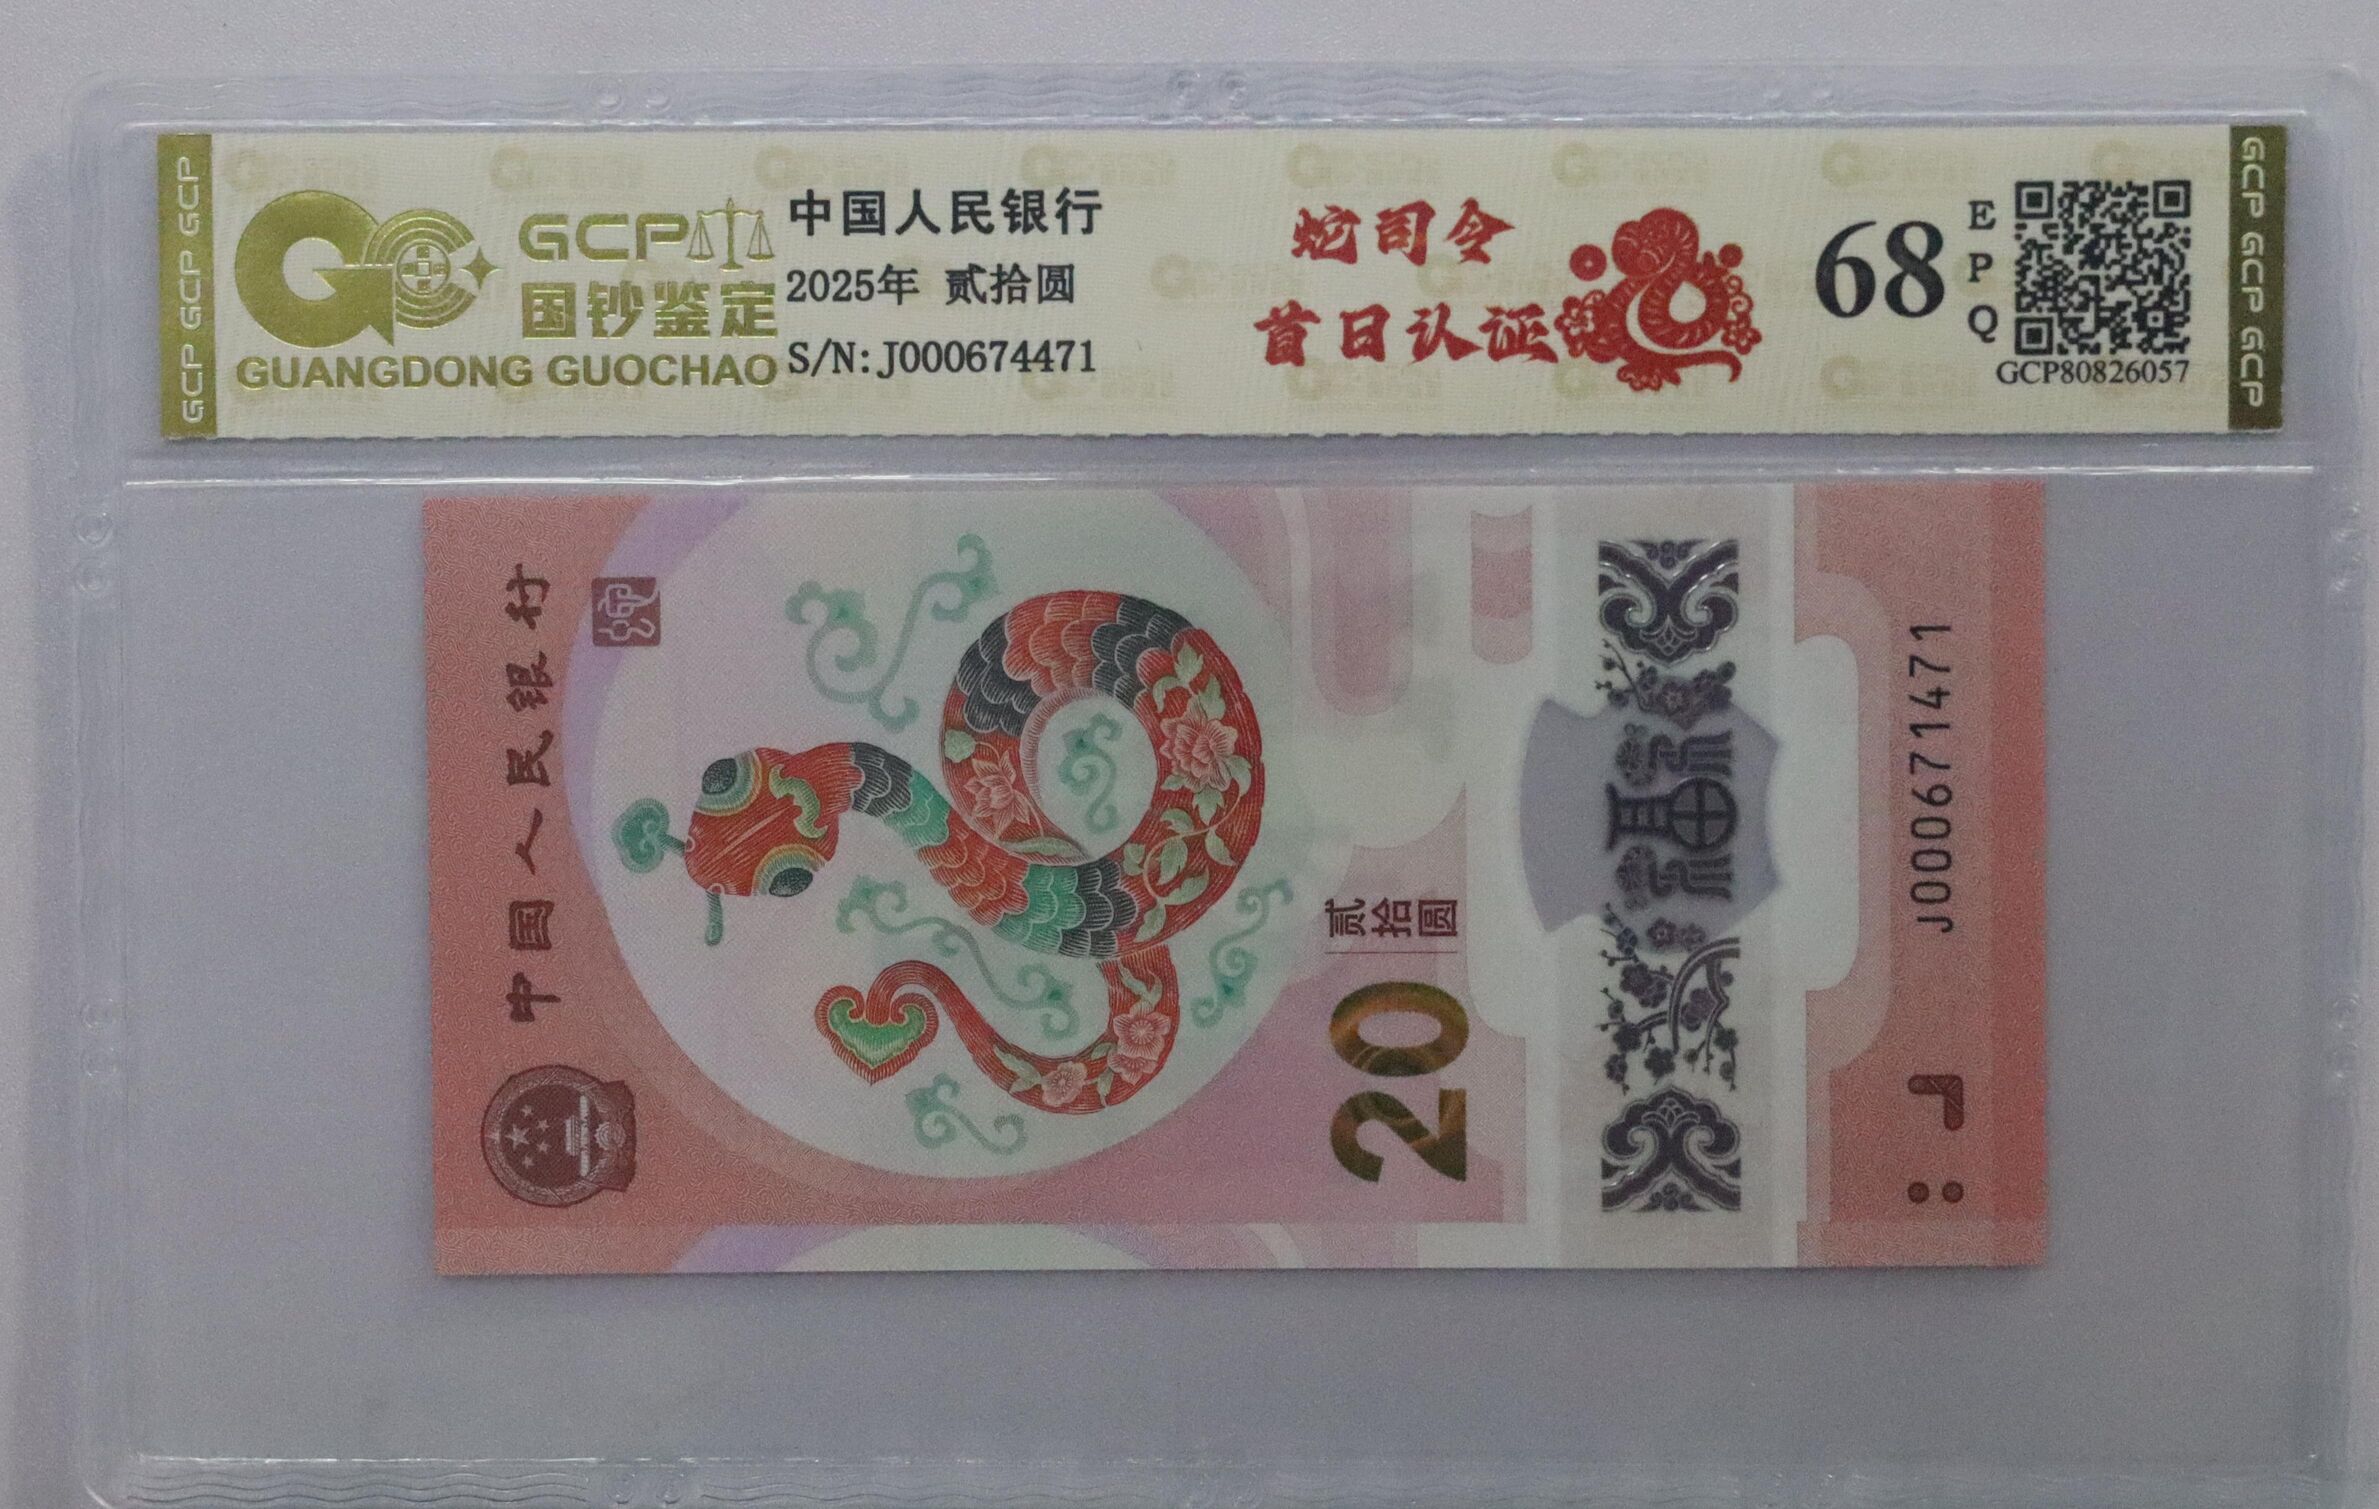 GCP GCP GCP
GCP
国钞鉴定
GUANGDONG GUOCHAO
中国人民银行
2025年 贰拾圆
S/N: J000674471
蛇司令
首日认证
68
EPQ
GCP80826057
GCP GCP GCP
中国人民银行
贰拾圆
20
福
J000671471